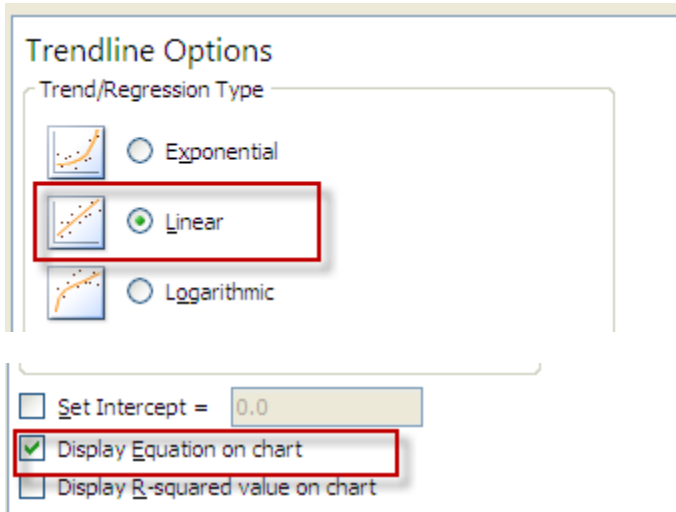 Trendline Options
Trend/Regression Type
Exponential
Linear
Logarithmic
Set Intercept = 0.0
Display Equation on chart
Display R-squared value on chart